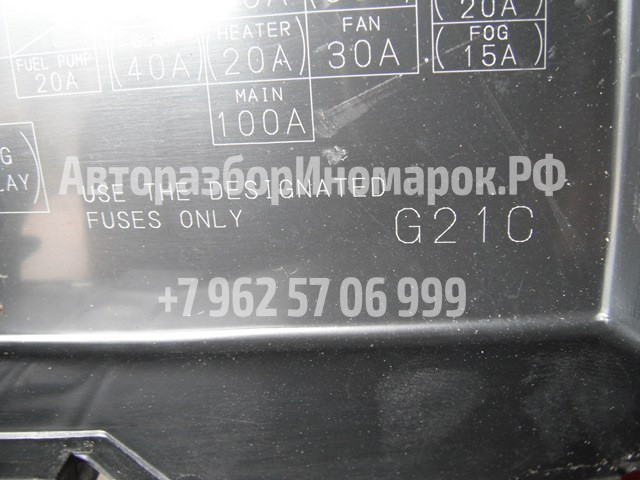 20A
HEATER
FAN
FOG
FUEL PUMP
(40A)
(20A)
30A
(15A)
20A
MAIN
100A
LAY
АвторазборИномарок.РФ
USE THE DESIGNATED
FUSES ONLY
G21C
+7 962 57 06 999